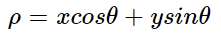 ρ = xcosθ + ysinθ